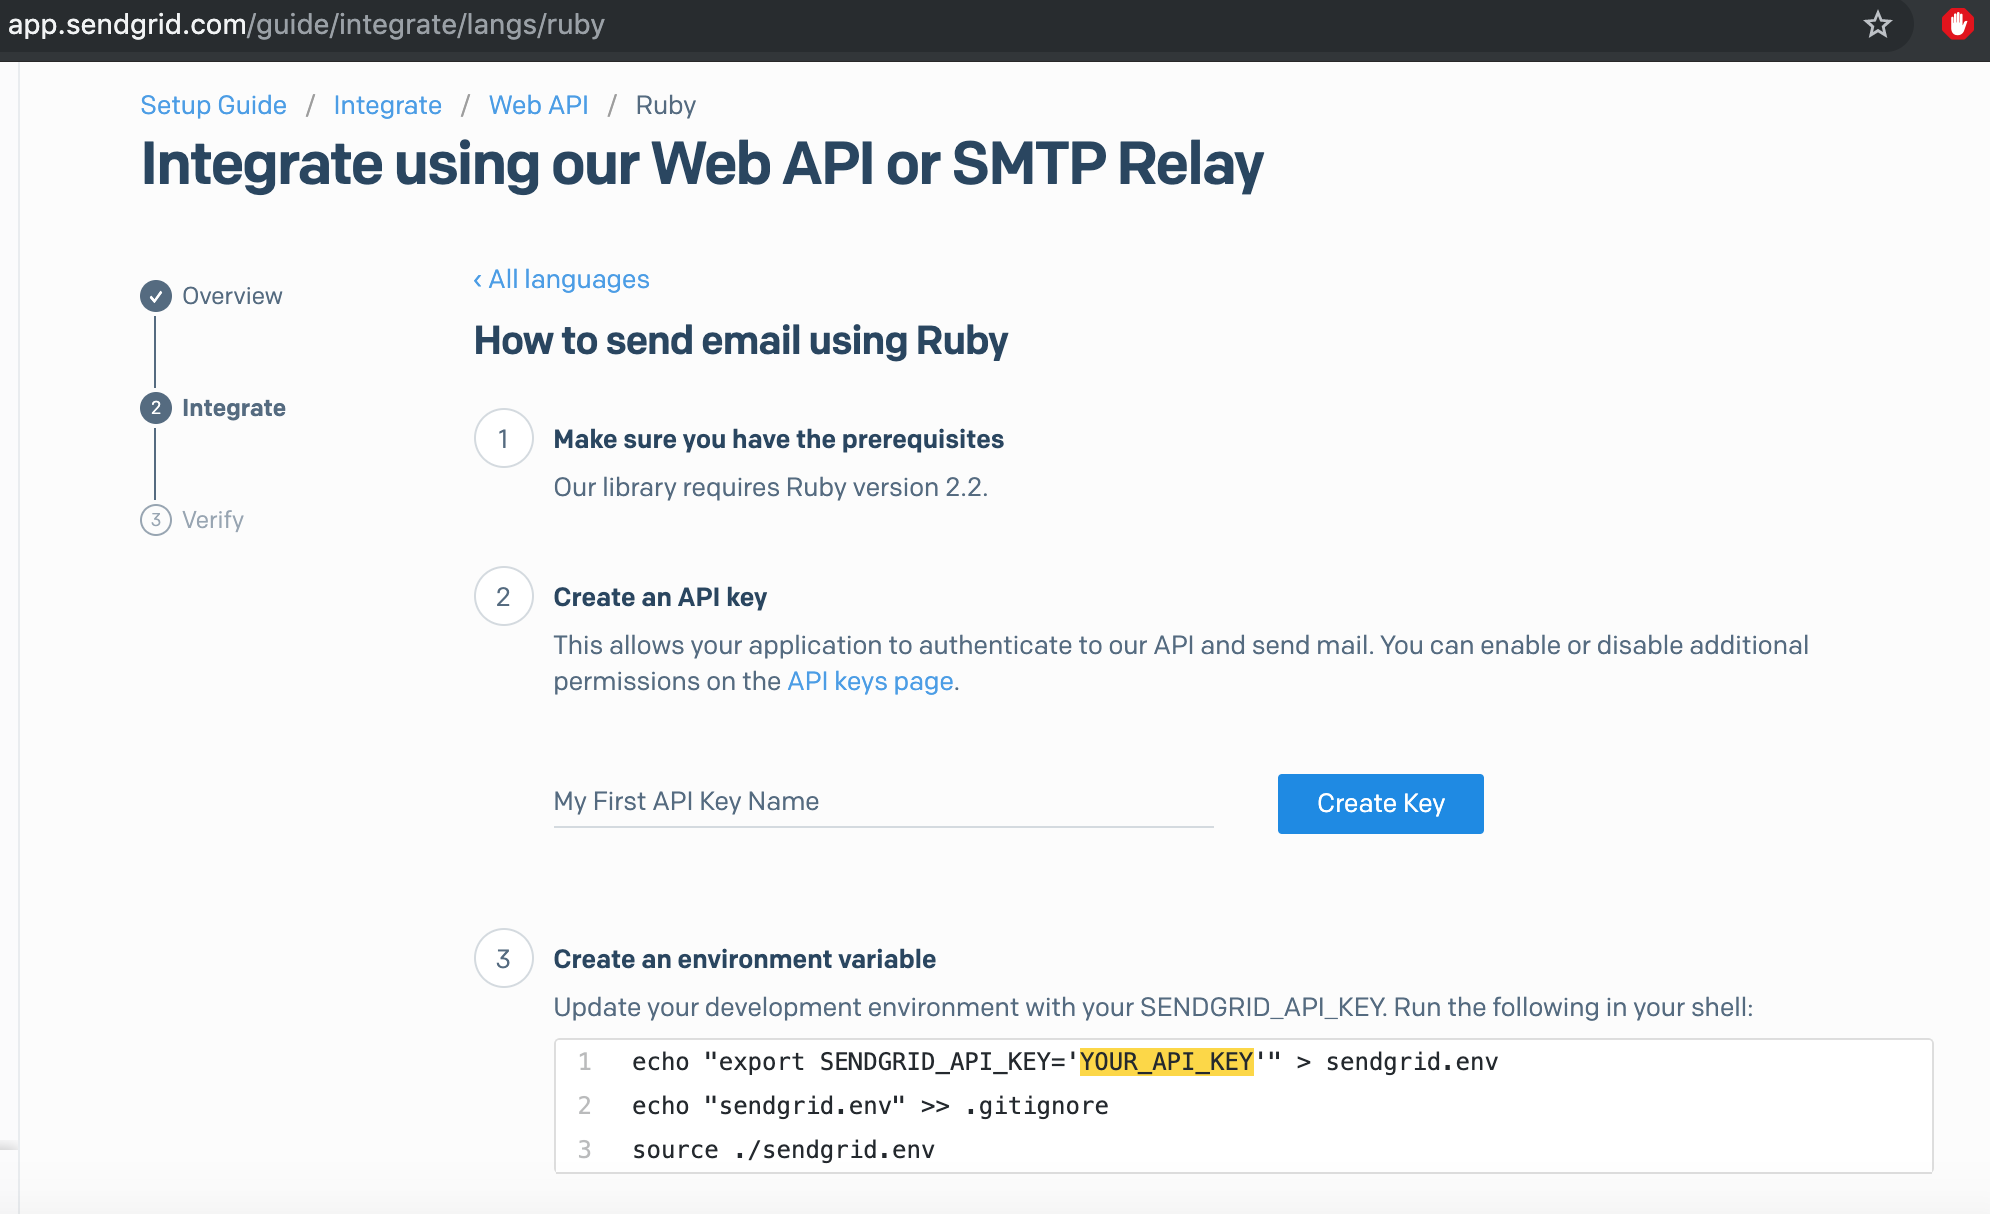 app.sendgrid.com/guide/integrate/langs/ruby
Setup Guide / Integrate / Web API / Ruby
Integrate using our Web API or SMTP Relay
Overview
2 Integrate
3 Verify
‹ All languages
How to send email using Ruby
1 Make sure you have the prerequisites
Our library requires Ruby version 2.2.
2 Create an API key
This allows your application to authenticate to our API and send mail. You can enable or disable additional
permissions on the API keys page.
My First API Key Name
Create Key
3 Create an environment variable
Update your development environment with your SENDGRID_API_KEY. Run the following in your shell:
1 echo "export SENDGRID_API_KEY='YOUR_API_KEY'" > sendgrid.env
2 echo "sendgrid.env" >> .gitignore
3 source ./sendgrid.env